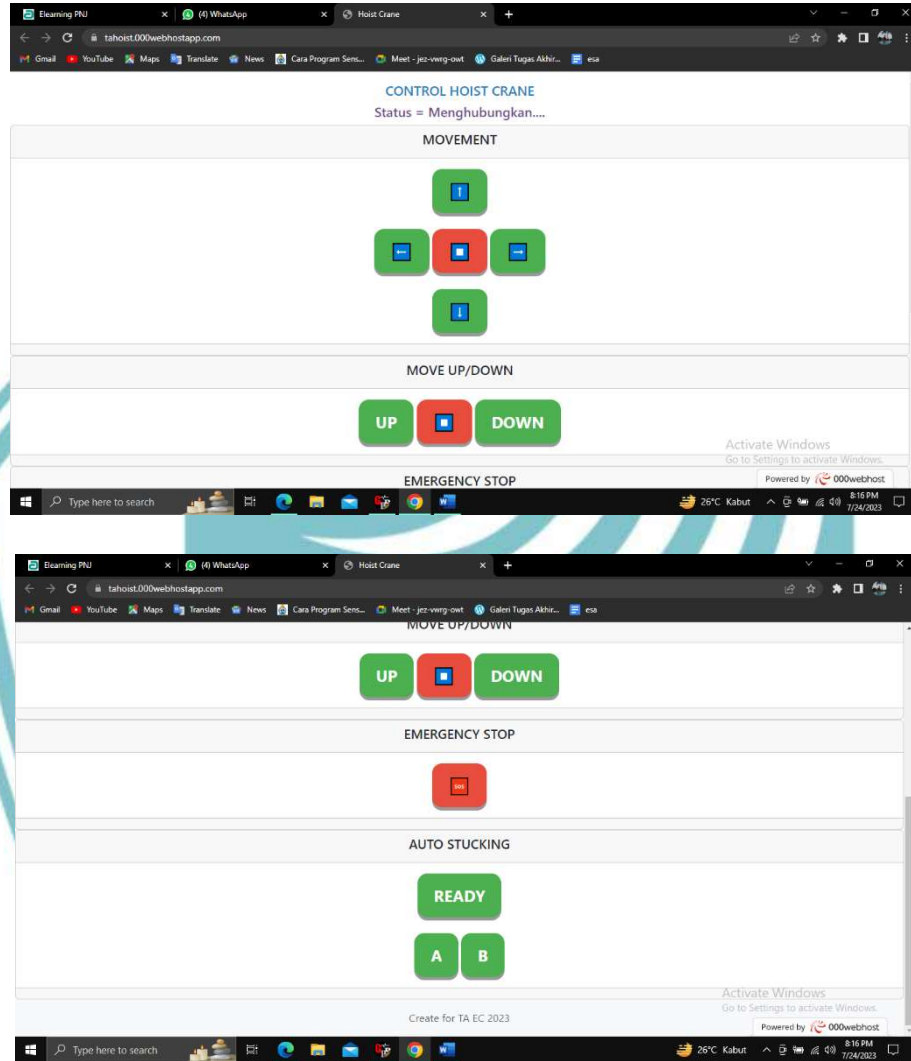 Elearning PNJ (4) WhatsApp Hoist Crane
tahoist.000webhostapp.com
Gmail YouTube Maps Translate News Cara Program Sens... Meet - jez-vwrg-owt Galeri Tugas Akhir... esa
CONTROL HOIST CRANE
Status = Menghubungkan....
MOVEMENT
MOVE UP/DOWN
UP DOWN
Activate Windows
Go to Settings to activate Windows.
EMERGENCY STOP
Powered by 000webhost
Type here to search 26°C Kabut 8:16 PM
7/24/2023
Elearning PNJ (4) WhatsApp Hoist Crane
tahoist.000webhostapp.com
Gmail YouTube Maps Translate News Cara Program Sens... Meet - jez-vwrg-owt Galeri Tugas Akhir... esa
MOVE UP/DOWN
UP DOWN
EMERGENCY STOP
SOS
AUTO STUCKING
READY
A B
Activate Windows
Go to Settings to activate Windows.
Create for TA EC 2023
Powered by 000webhost
Type here to search 26°C Kabut 8:16 PM
7/24/2023